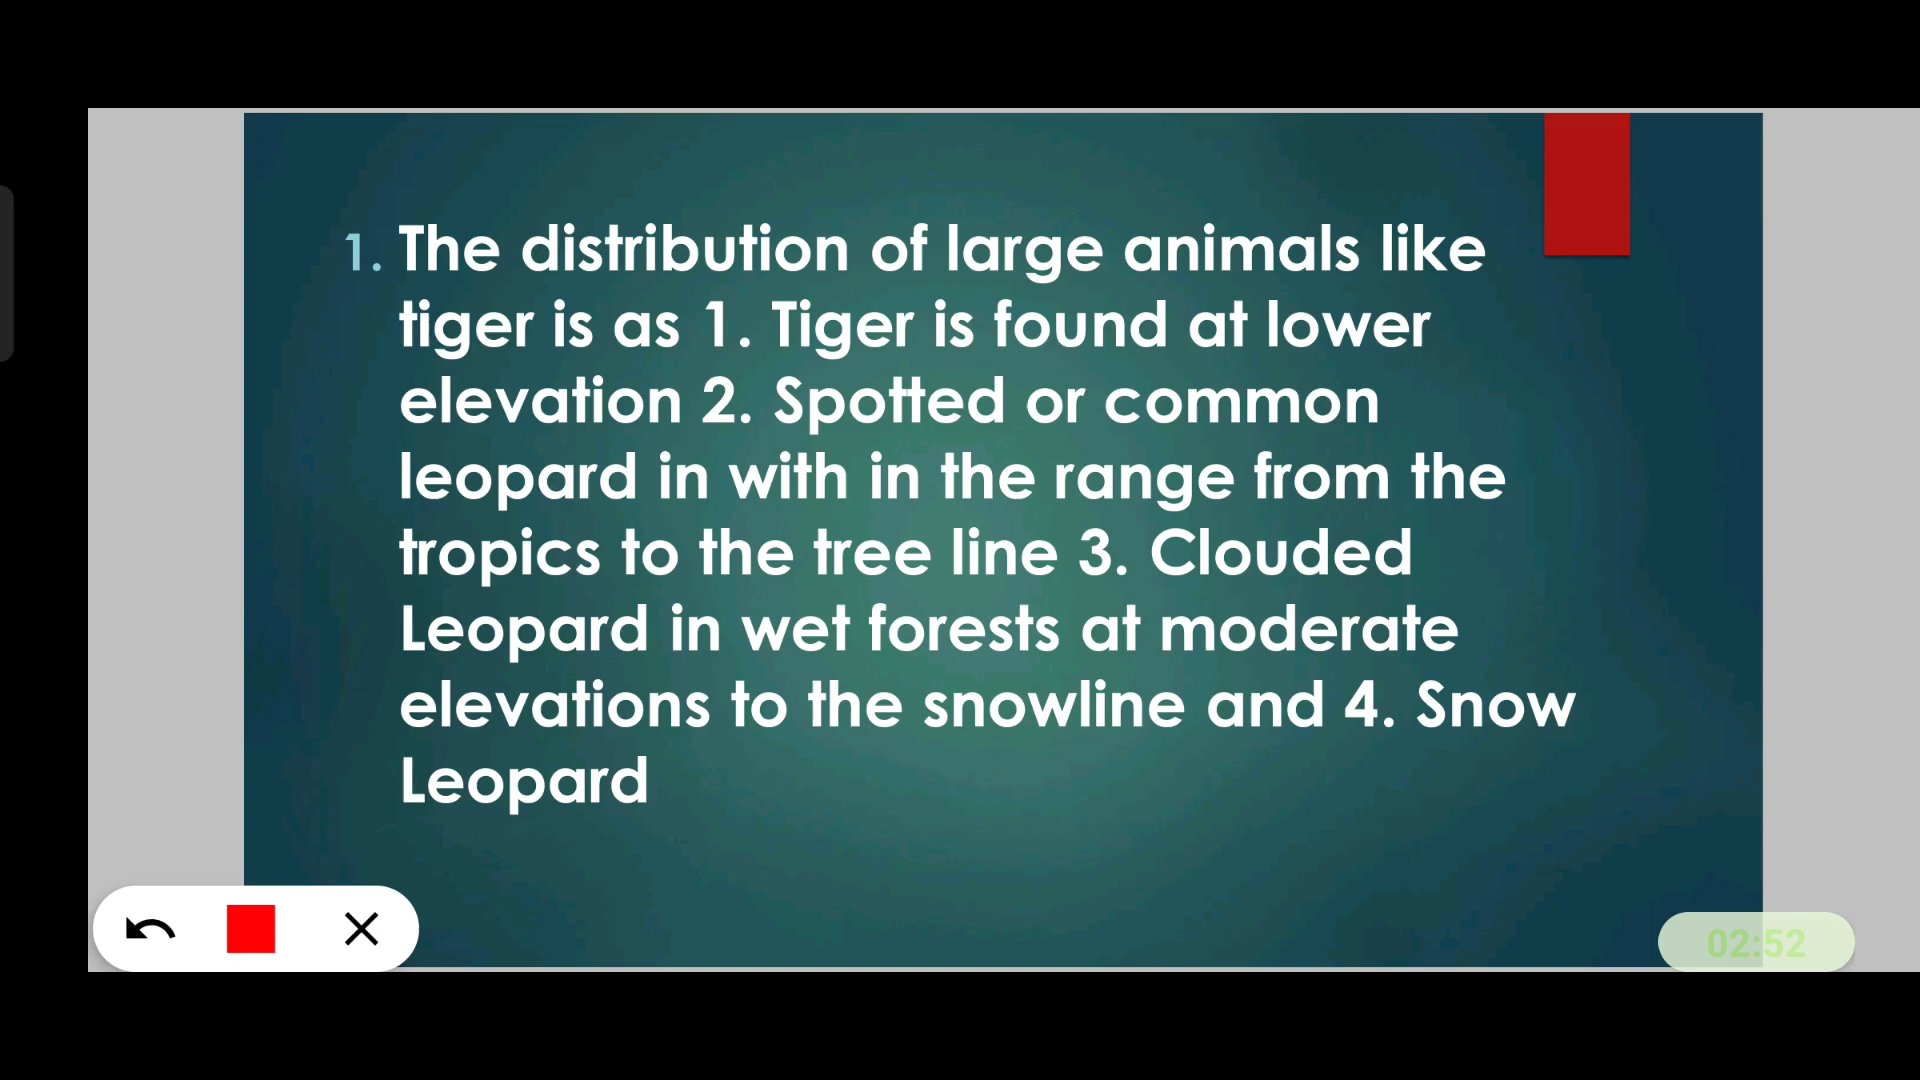 1. The distribution of large animals like
tiger is as 1. Tiger is found at lower
elevation 2. Spotted or common
leopard in with in the range from the
tropics to the tree line 3. Clouded
Leopard in wet forests at moderate
elevations to the snowline and 4. Snow
Leopard
02:52